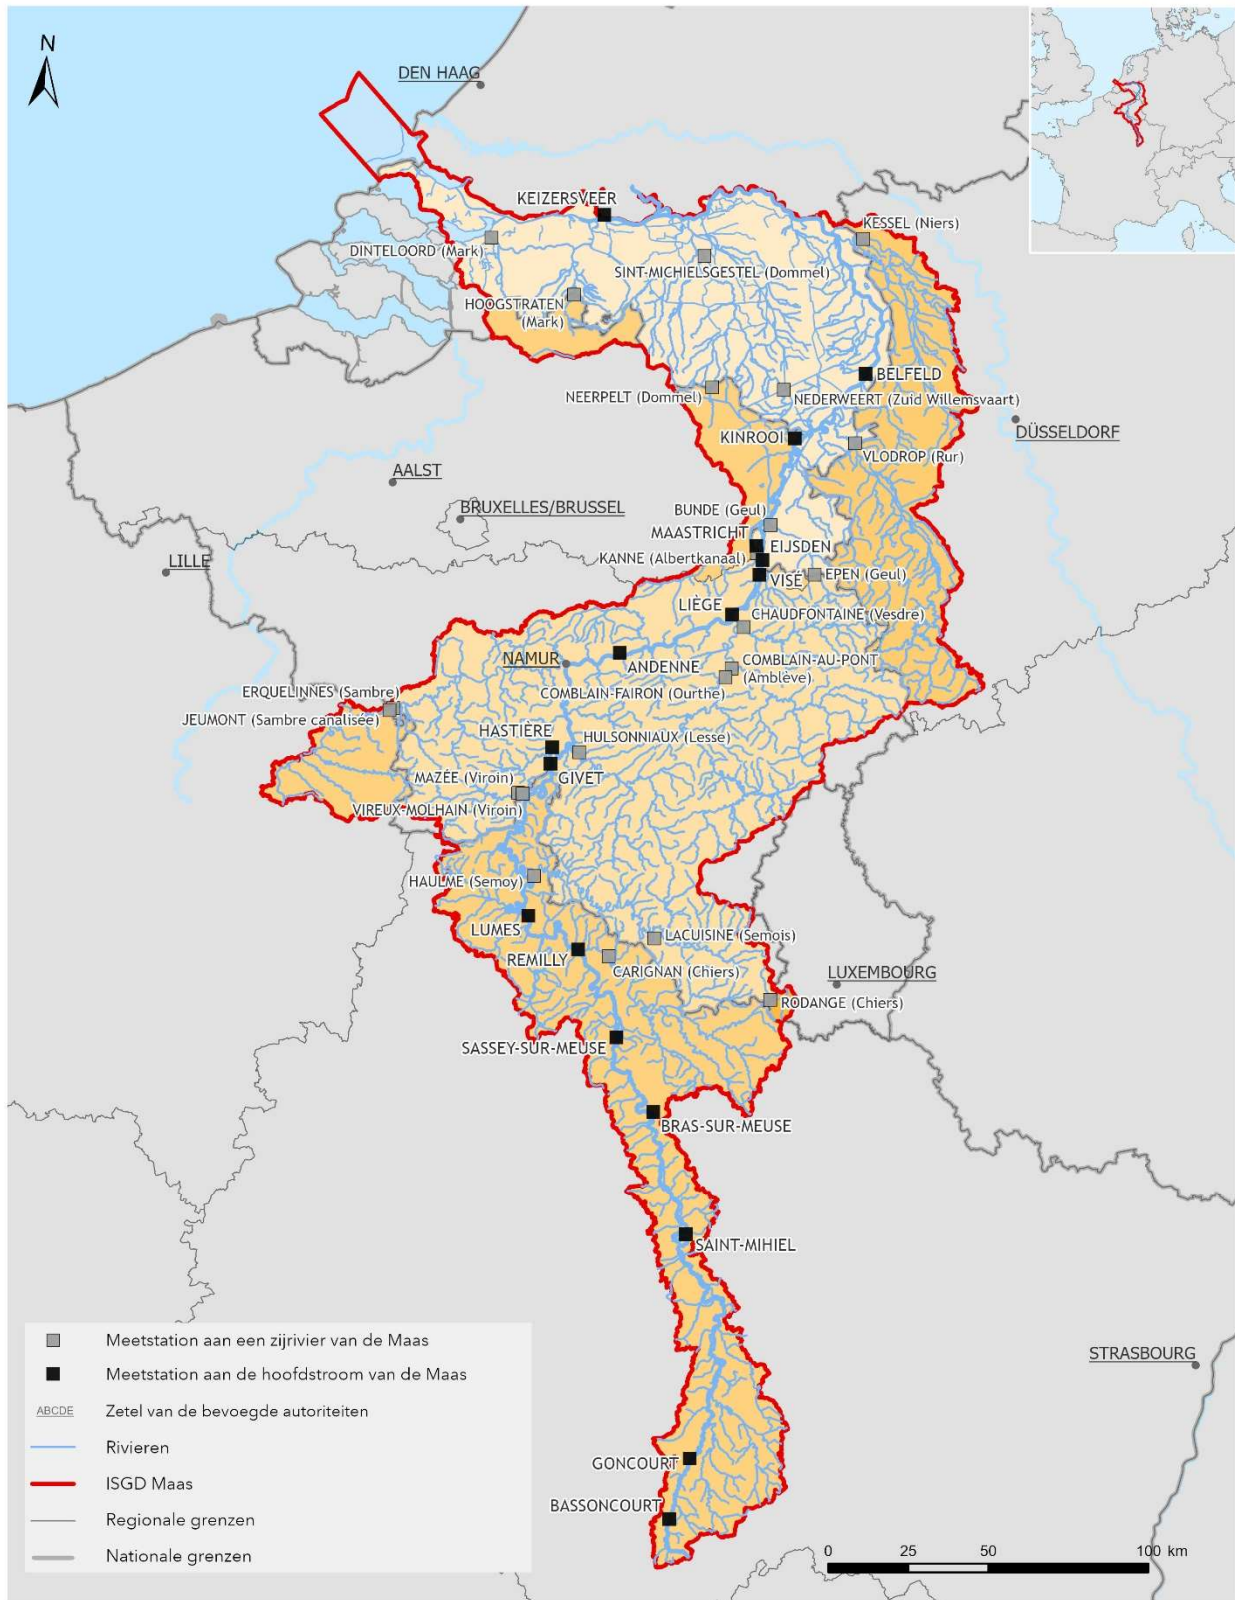 N
DEN HAAG
KEIZERSVEER
KESSEL (Niers)
DINTELOORD (Mark)
SINT-MICHIELSGESTEL (Dommel)
HOOGSTRATEN
(Mark)
BELFELD
NEERPELT (Dommel)
NEDERWEERT (Zuid Willemsvaart)
DÜSSELDORF
KINROOI
VLODROP (Rur)
AALST
BRUXELLES/BRUSSEL
BUNDE (Geul)
MAASTRICHT
EIJSDEN
KANNE (Albertkanaal)
LILLE
VISÉ
EPEN (Geul)
LIÈGE
CHAUDFONTAINE (Vesdre)
NAMUR
ANDENNE
COMBLAIN-AU-PONT
(Amblève)
COMBLAIN-FAIRON (Ourthe)
ERQUELINNES (Sambre)
JEUMONT (Sambre canalisée)
HASTIÈRE
HULSONNIAUX (Lesse)
GIVET
MAZÉE (Viroin)
VIREUX-MOLHAIN (Viroin)
HAULME (Semoy)
LUMES
LACUISINE (Semois)
REMILLY
CARIGNAN (Chiers)
LUXEMBOURG
RODANGE (Chiers)
SASSEY-SUR-MEUSE
BRAS-SUR-MEUSE
SAINT-MIHIEL
STRASBOURG
GONCOURT
BASSONCOURT
Meetstation aan een zijrivier van de Maas
Meetstation aan de hoofdstroom van de Maas
ABCDE Zetel van de bevoegde autoriteiten
Rivieren
ISGD Maas
Regionale grenzen
Nationale grenzen
0 25 50 100 km